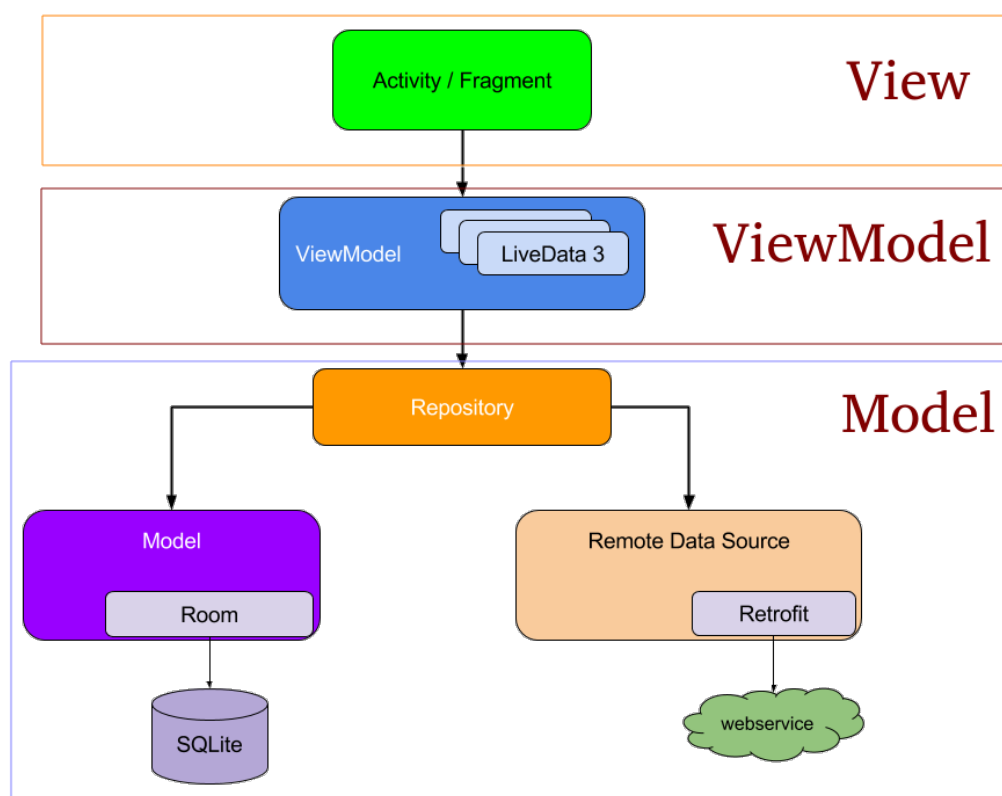 Activity / Fragment
View
ViewModel
LiveData 3
ViewModel
Repository
Model
Model
Remote Data Source
Room
Retrofit
SQLite
webservice